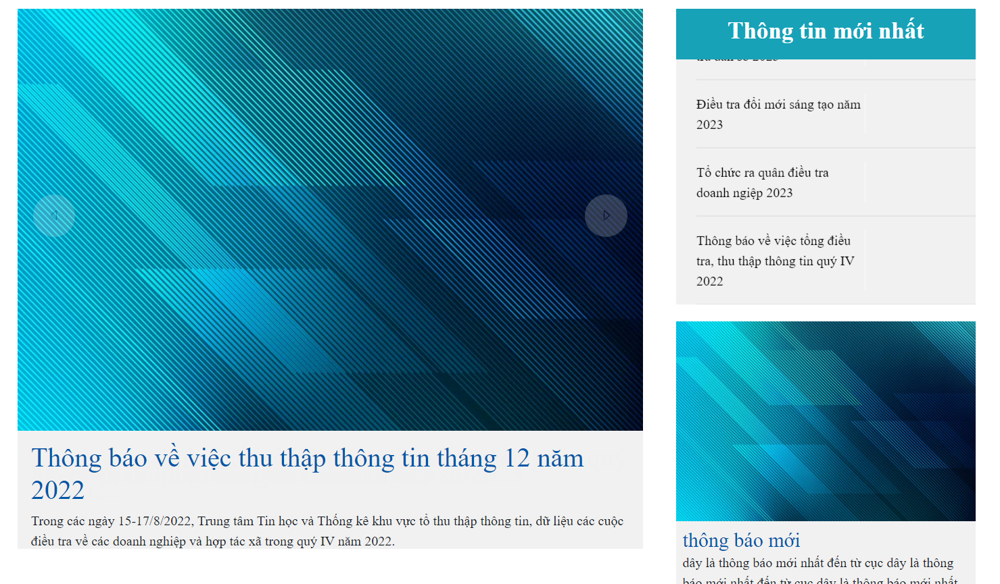 Thông báo về việc thu thập thông tin tháng 12 năm
2022
Trong các ngày 15-17/8/2022, Trung tâm Tin học và Thống kê khu vực tổ thu thập thông tin, dữ liệu các cuộc
điều tra về các doanh nghiệp và hợp tác xã trong quý IV năm 2022.
Thông tin mới nhất
tra dân số 2023
Điều tra đổi mới sáng tạo năm
2023
Tổ chức ra quân điều tra
doanh ngiệp 2023
Thông báo về việc tổng điều
tra, thu thập thông tin quý IV
2022
thông báo mới
dây là thông báo mới nhất đến từ cục dây là thông
báo mới nhất đến từ cục dây là thông báo mới nhất